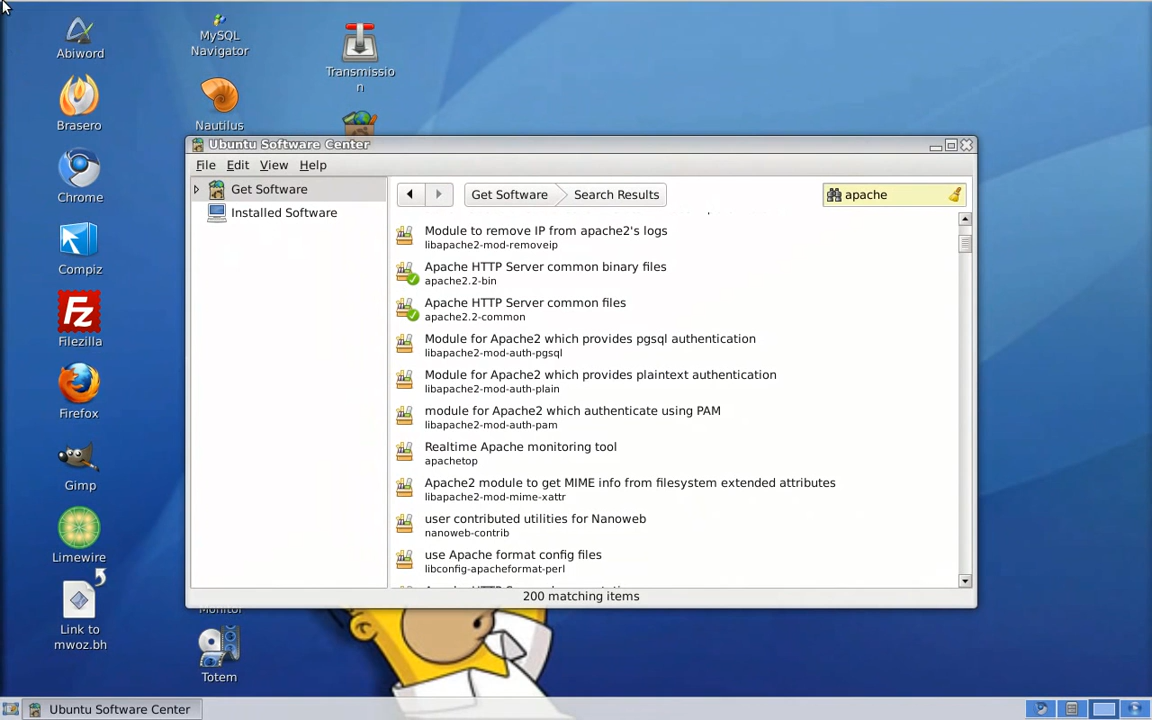 Abiword
Brasero
Chrome
Compiz
Filezilla
Firefox
Gimp
Limewire
Link to
mwoz.bh
MySQL
Navigator
Nautilus
Monitor
Totem
Transmissio
n
Ubuntu Software Center
File Edit View Help
Get Software
Installed Software
Get Software Search Results
apache
Module to remove IP from apache2's logs
libapache2-mod-removeip
Apache HTTP Server common binary files
apache2.2-bin
Apache HTTP Server common files
apache2.2-common
Module for Apache2 which provides pgsql authentication
libapache2-mod-auth-pgsql
Module for Apache2 which provides plaintext authentication
libapache2-mod-auth-plain
module for Apache2 which authenticate using PAM
libapache2-mod-auth-pam
Realtime Apache monitoring tool
apachetop
Apache2 module to get MIME info from filesystem extended attributes
libapache2-mod-mime-xattr
user contributed utilities for Nanoweb
nanoweb-contrib
use Apache format config files
libconfig-apacheformat-perl
200 matching items
Ubuntu Software Center